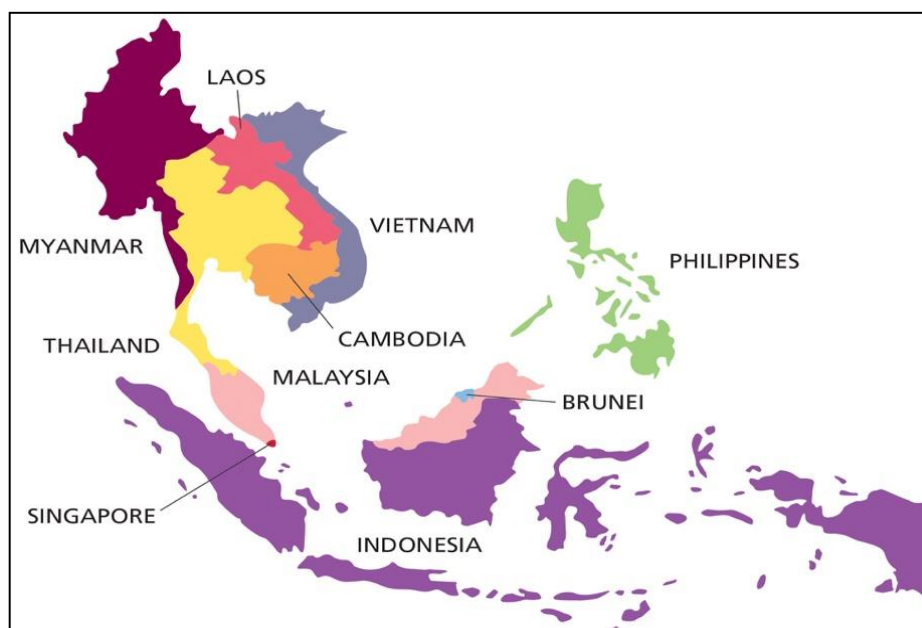 LAOS
VIETNAM
MYANMAR
PHILIPPINES
CAMBODIA
THAILAND
MALAYSIA
BRUNEI
SINGAPORE
INDONESIA